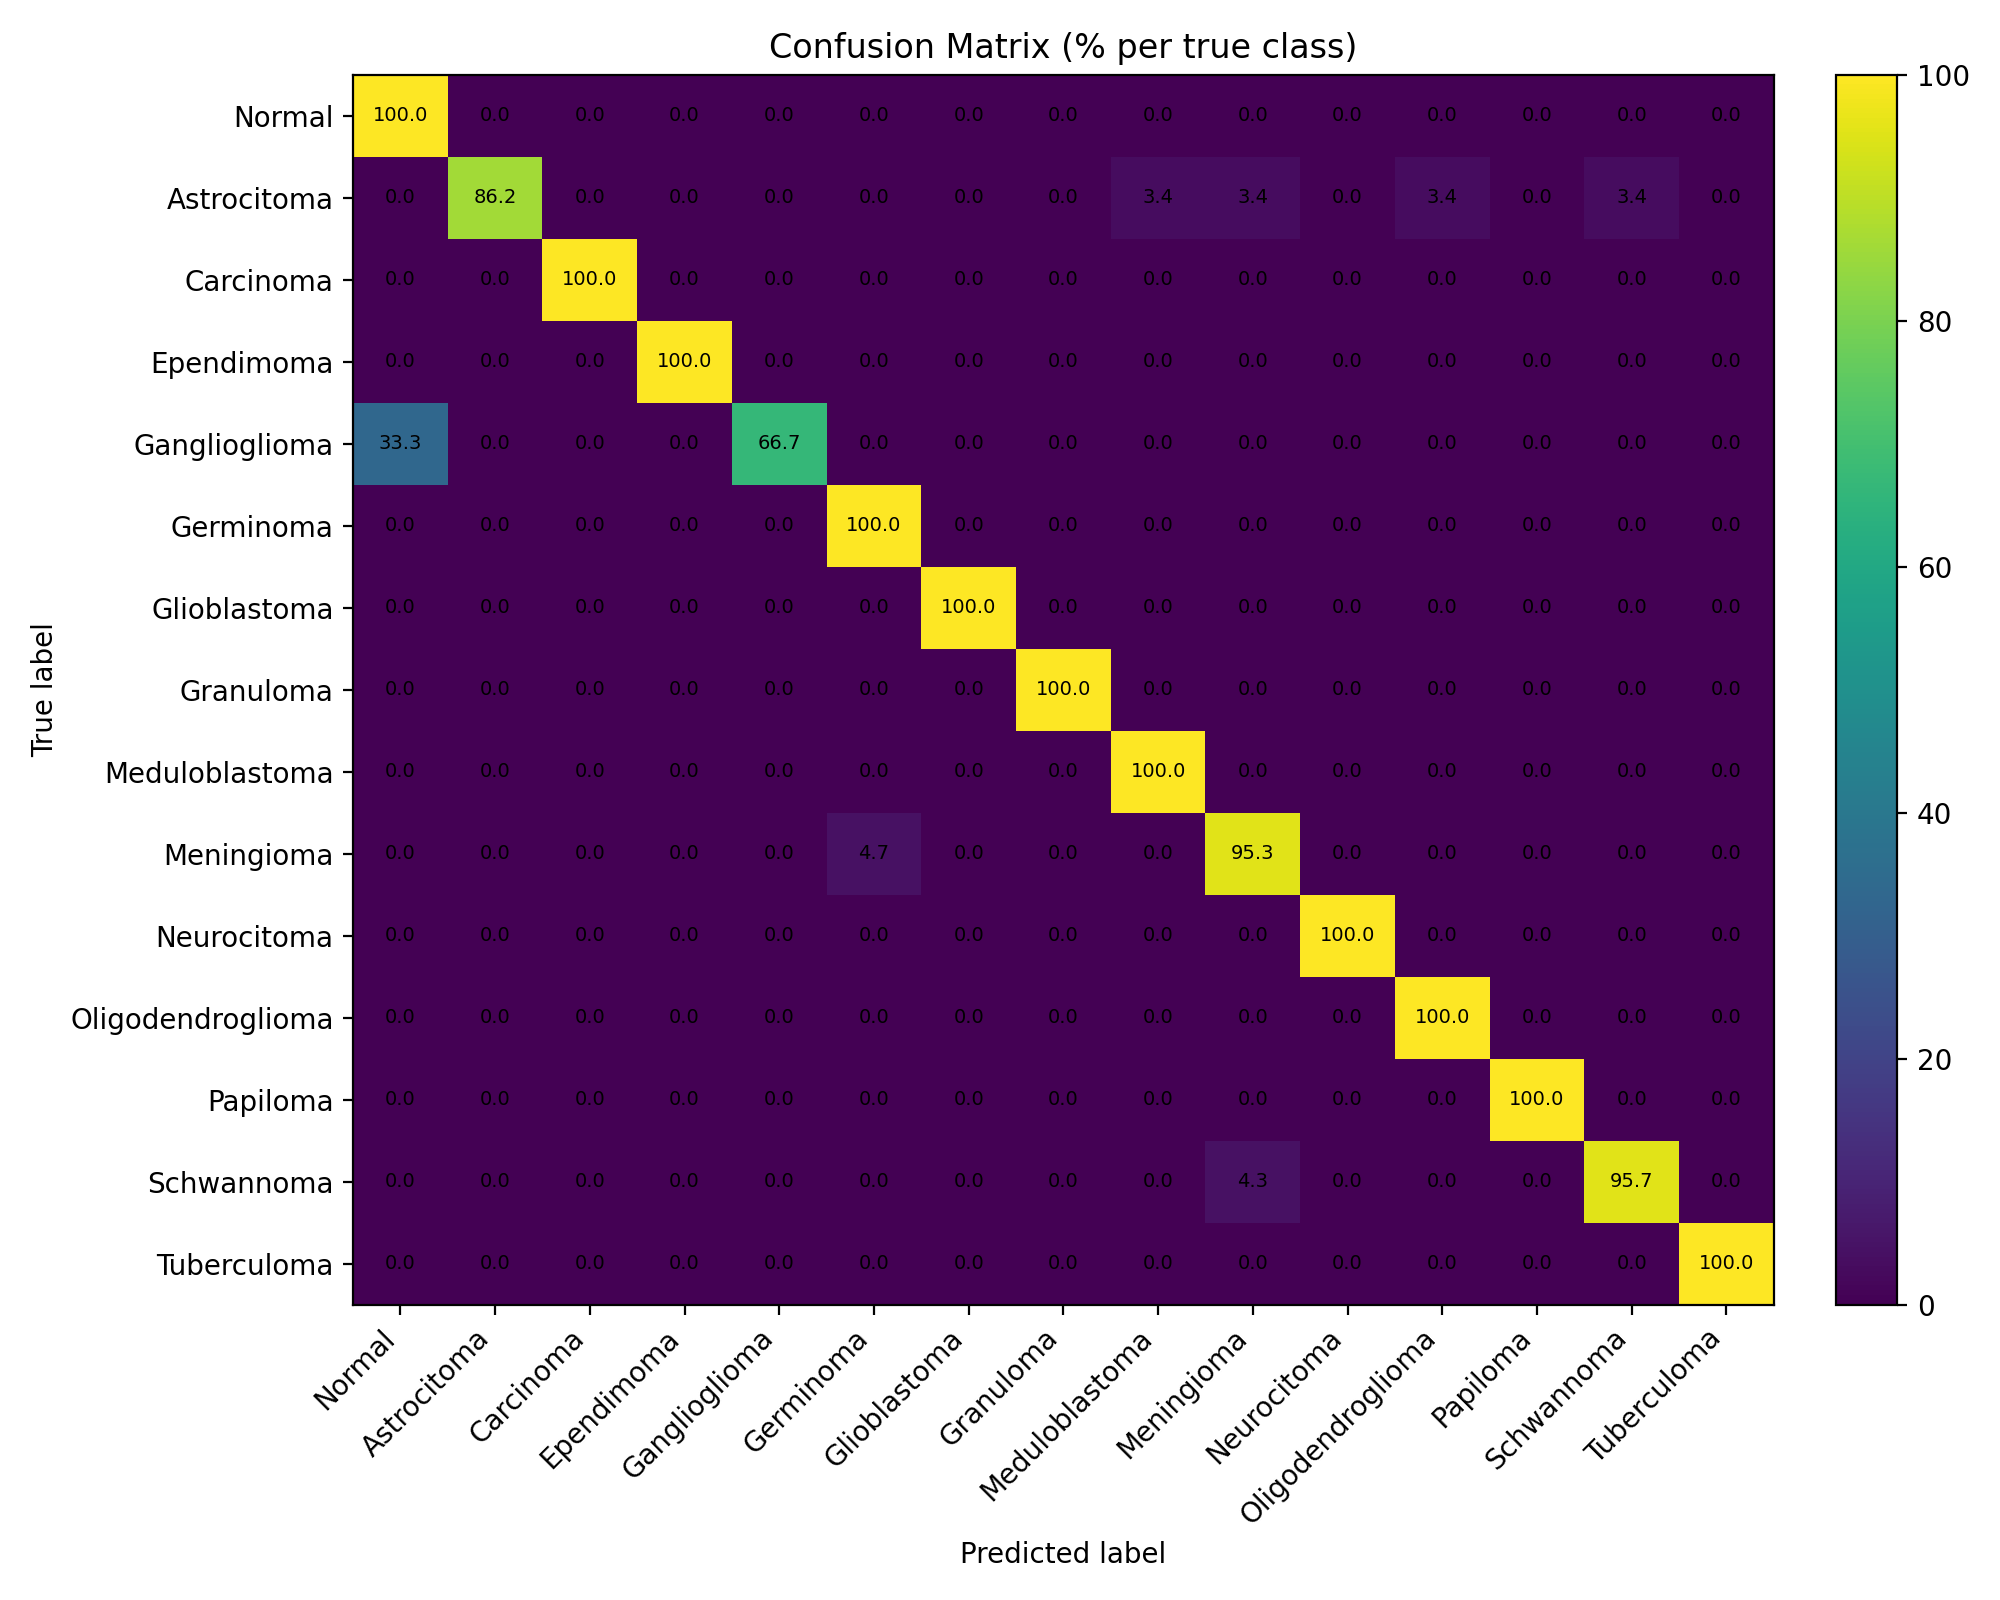 Confusion Matrix (% per true class)
Normal 100.0 0.0 0.0 0.0 0.0 0.0 0.0 0.0 0.0 0.0 0.0 0.0 0.0 0.0 0.0
Astrocitoma 0.0 86.2 0.0 0.0 0.0 0.0 0.0 0.0 3.4 3.4 0.0 3.4 0.0 3.4 0.0
Carcinoma 0.0 0.0 100.0 0.0 0.0 0.0 0.0 0.0 0.0 0.0 0.0 0.0 0.0 0.0 0.0
Ependimoma 0.0 0.0 0.0 100.0 0.0 0.0 0.0 0.0 0.0 0.0 0.0 0.0 0.0 0.0 0.0
Ganglioglioma 33.3 0.0 0.0 0.0 66.7 0.0 0.0 0.0 0.0 0.0 0.0 0.0 0.0 0.0 0.0
Germinoma 0.0 0.0 0.0 0.0 0.0 100.0 0.0 0.0 0.0 0.0 0.0 0.0 0.0 0.0 0.0
Glioblastoma 0.0 0.0 0.0 0.0 0.0 0.0 100.0 0.0 0.0 0.0 0.0 0.0 0.0 0.0 0.0
Granuloma 0.0 0.0 0.0 0.0 0.0 0.0 0.0 100.0 0.0 0.0 0.0 0.0 0.0 0.0 0.0
Meduloblastoma 0.0 0.0 0.0 0.0 0.0 0.0 0.0 0.0 100.0 0.0 0.0 0.0 0.0 0.0 0.0
Meningioma 0.0 0.0 0.0 0.0 0.0 4.7 0.0 0.0 0.0 95.3 0.0 0.0 0.0 0.0 0.0
Neurocitoma 0.0 0.0 0.0 0.0 0.0 0.0 0.0 0.0 0.0 0.0 100.0 0.0 0.0 0.0 0.0
Oligodendroglioma 0.0 0.0 0.0 0.0 0.0 0.0 0.0 0.0 0.0 0.0 0.0 100.0 0.0 0.0 0.0
Papiloma 0.0 0.0 0.0 0.0 0.0 0.0 0.0 0.0 0.0 0.0 0.0 0.0 100.0 0.0 0.0
Schwannoma 0.0 0.0 0.0 0.0 0.0 0.0 0.0 0.0 0.0 4.3 0.0 0.0 0.0 95.7 0.0
Tuberculoma 0.0 0.0 0.0 0.0 0.0 0.0 0.0 0.0 0.0 0.0 0.0 0.0 0.0 0.0 100.0
True label
Normal
Astrocitoma
Carcinoma
Ependimoma
Ganglioglioma
Germinoma
Glioblastoma
Granuloma
Meduloblastoma
Meningioma
Neurocitoma
Oligodendroglioma
Papiloma
Schwannoma
Tuberculoma
Predicted label
100
80
60
40
20
0